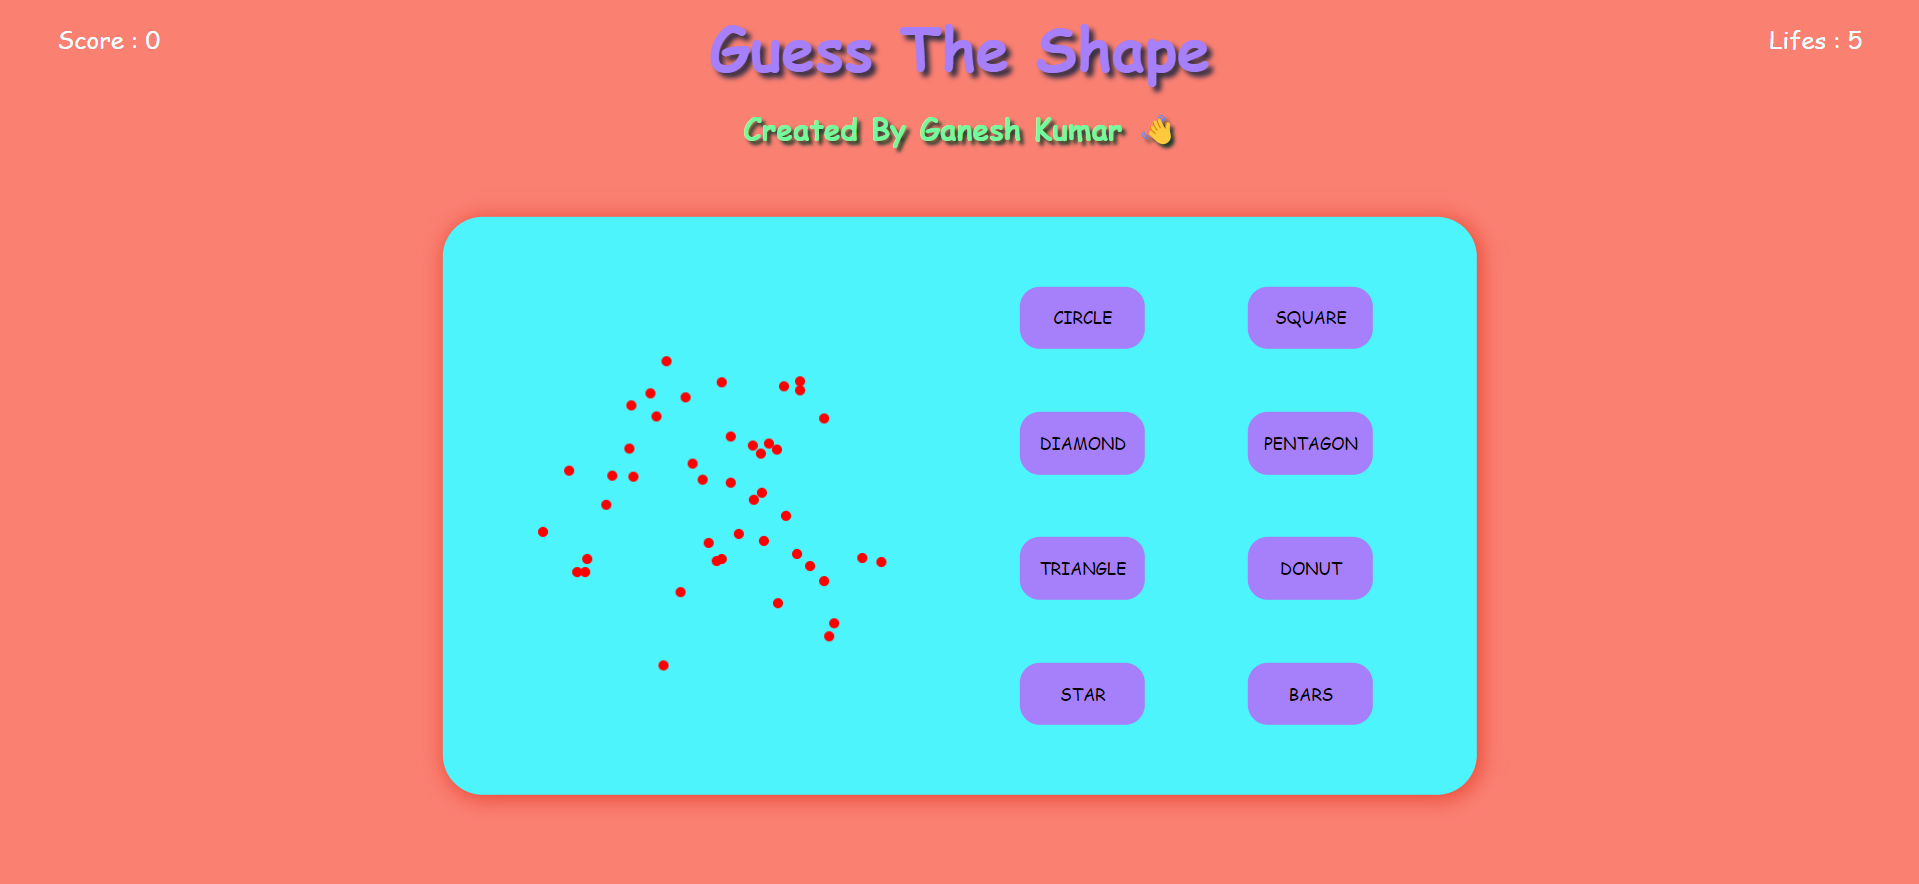 Score : 0
Guess The Shape
Lifes : 5
Created By Ganesh Kumar 👋
CIRCLE
SQUARE
DIAMOND
PENTAGON
TRIANGLE
DONUT
STAR
BARS